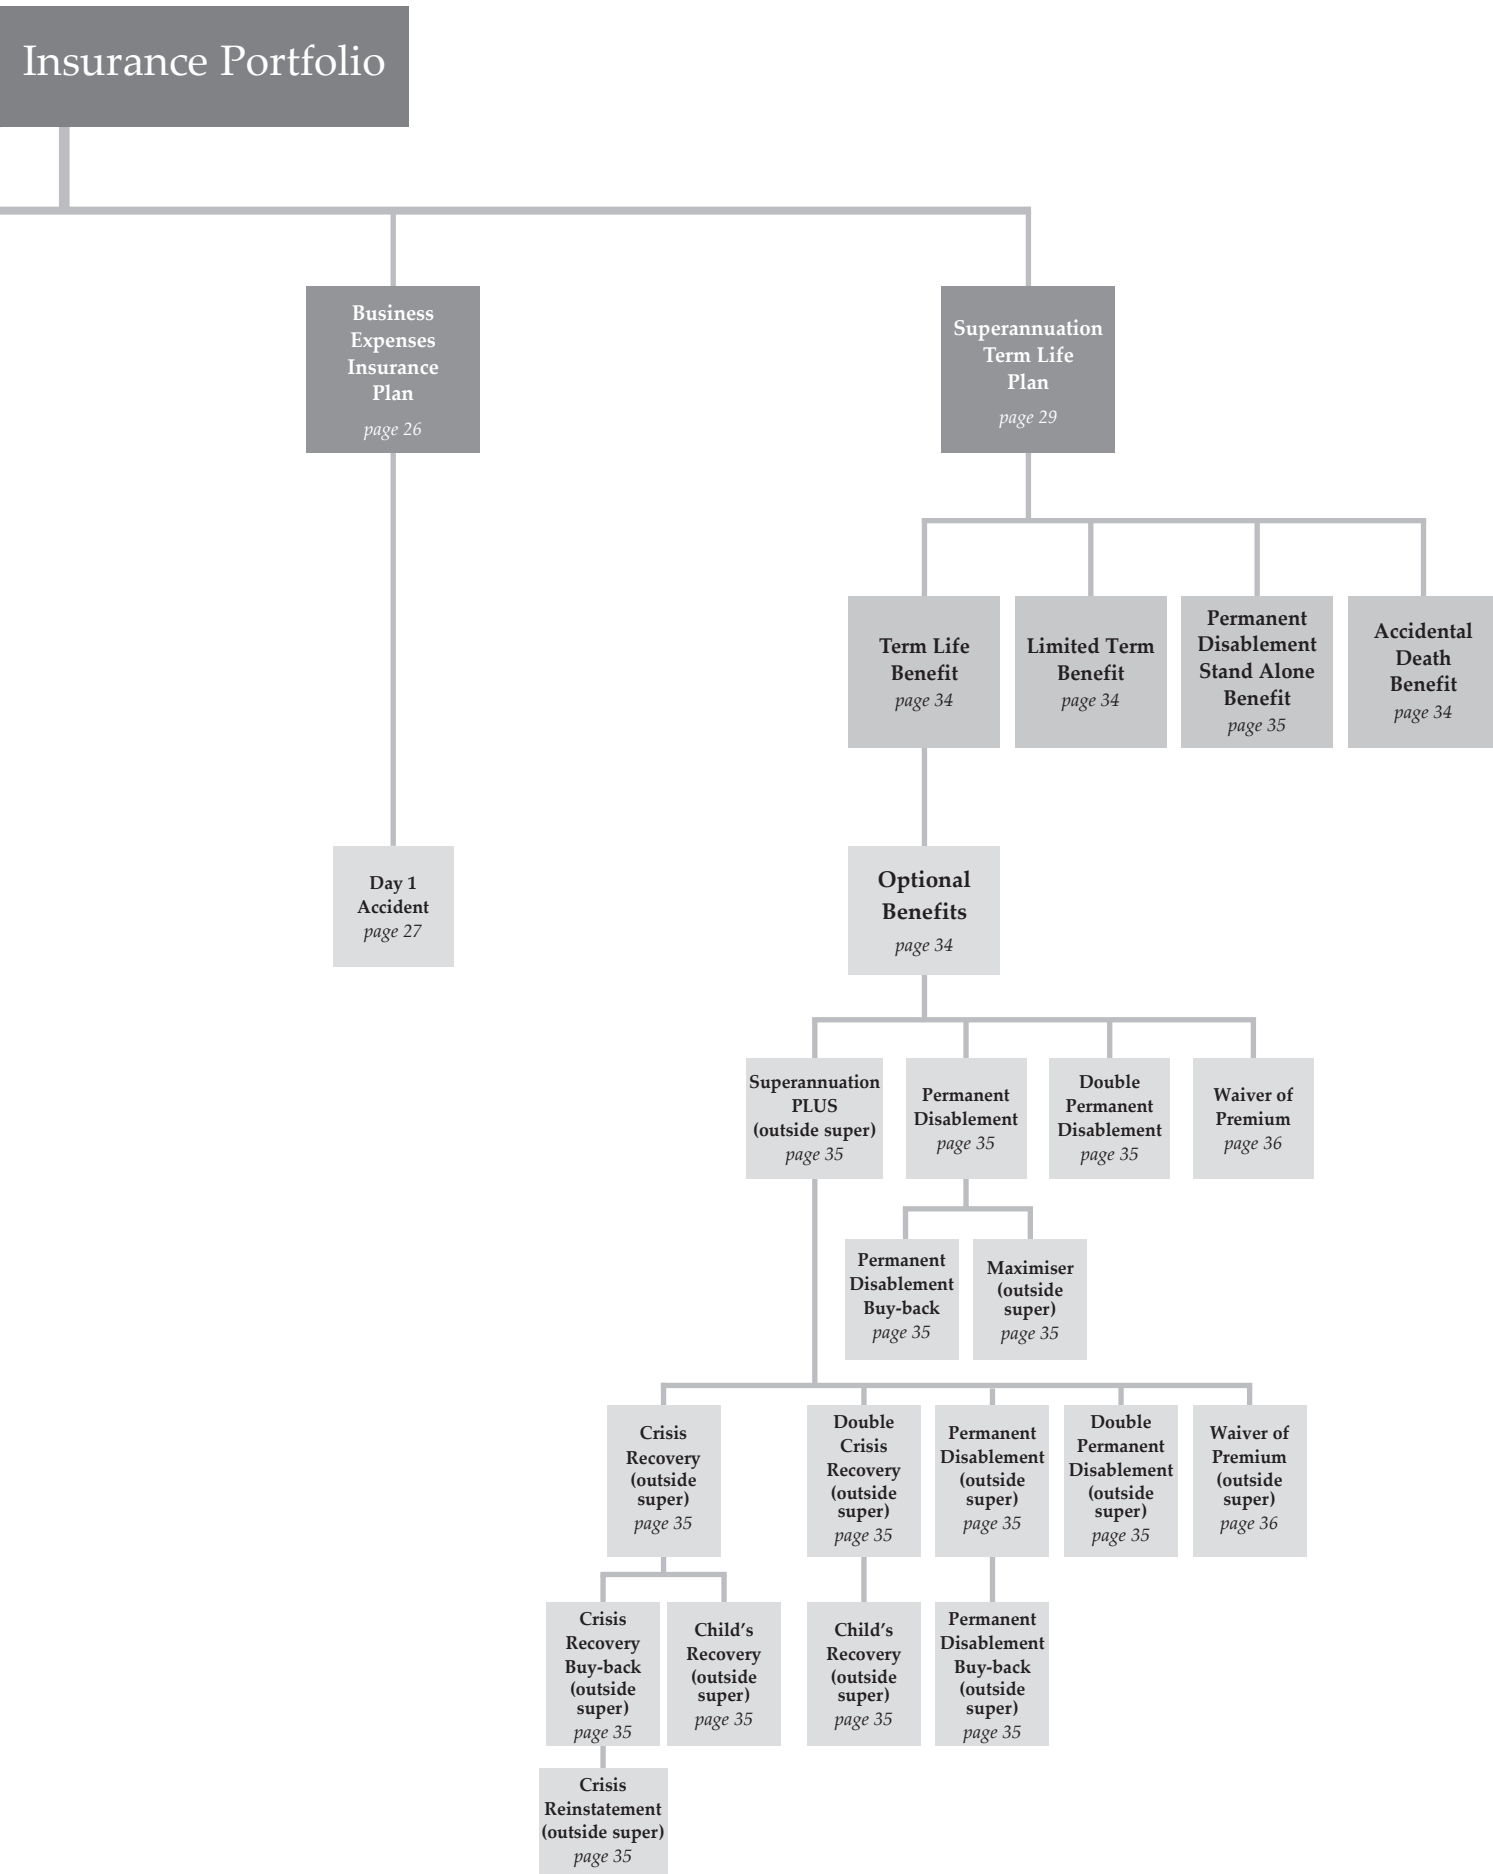 Insurance Portfolio
Business
Expenses
Insurance
Plan
page 26
Superannuation
Term Life
Plan
page 29
Term Life
Benefit
page 34
Limited Term
Benefit
page 34
Permanent
Disablement
Stand Alone
Benefit
page 35
Accidental
Death
Benefit
page 34
Day 1
Accident
page 27
Optional
Benefits
page 34
Superannuation
PLUS
(outside super)
page 35
Permanent
Disablement
page 35
Double
Permanent
Disablement
page 35
Waiver of
Premium
page 36
Permanent
Disablement
Buy-back
page 35
Maximiser
(outside
super)
page 35
Crisis
Recovery
(outside
super)
page 35
Double
Crisis
Recovery
(outside
super)
page 35
Permanent
Disablement
(outside
super)
page 35
Double
Permanent
Disablement
(outside
super)
page 35
Waiver of
Premium
(outside
super)
page 36
Crisis
Recovery
Buy-back
(outside
super)
page 35
Child's
Recovery
(outside
super)
page 35
Child's
Recovery
(outside
super)
page 35
Permanent
Disablement
Buy-back
(outside
super)
page 35
Crisis
Reinstatement
(outside super)
page 35